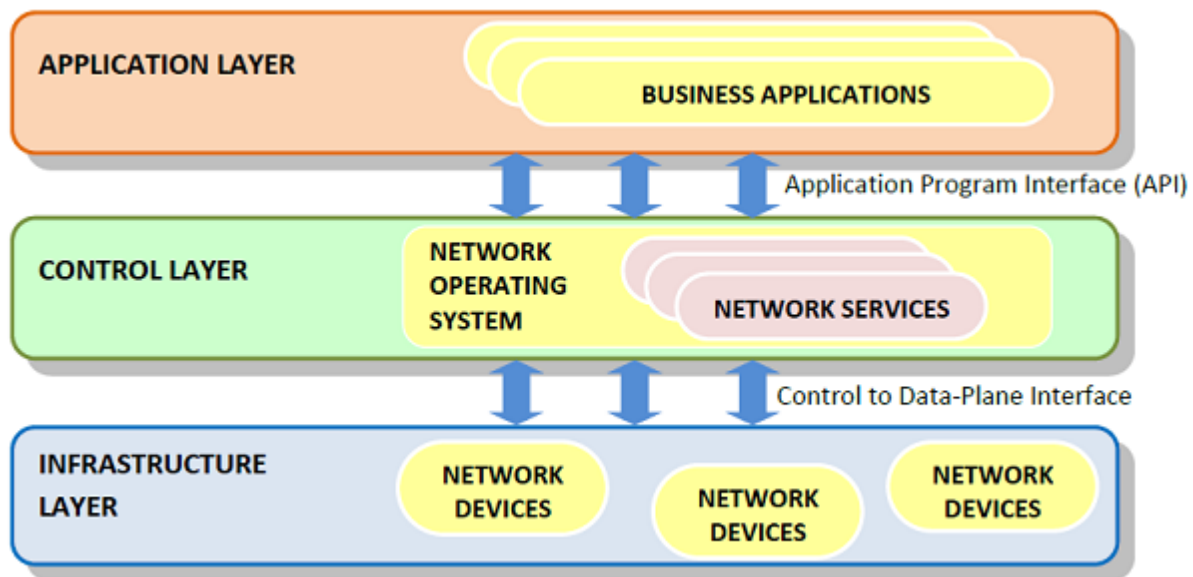 APPLICATION LAYER
BUSINESS APPLICATIONS
Application Program Interface (API)
CONTROL LAYER
NETWORK
OPERATING
SYSTEM
NETWORK SERVICES
Control to Data-Plane Interface
INFRASTRUCTURE
LAYER
NETWORK
DEVICES
NETWORK
DEVICES
NETWORK
DEVICES